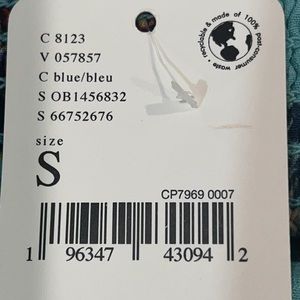 C 8123
V 057857
C blue/bleu
S OB1456832
S 66752676
size
S
recyclable & made of 100% post-consumer waste •
CP7969 0007
1 96347 43094 2